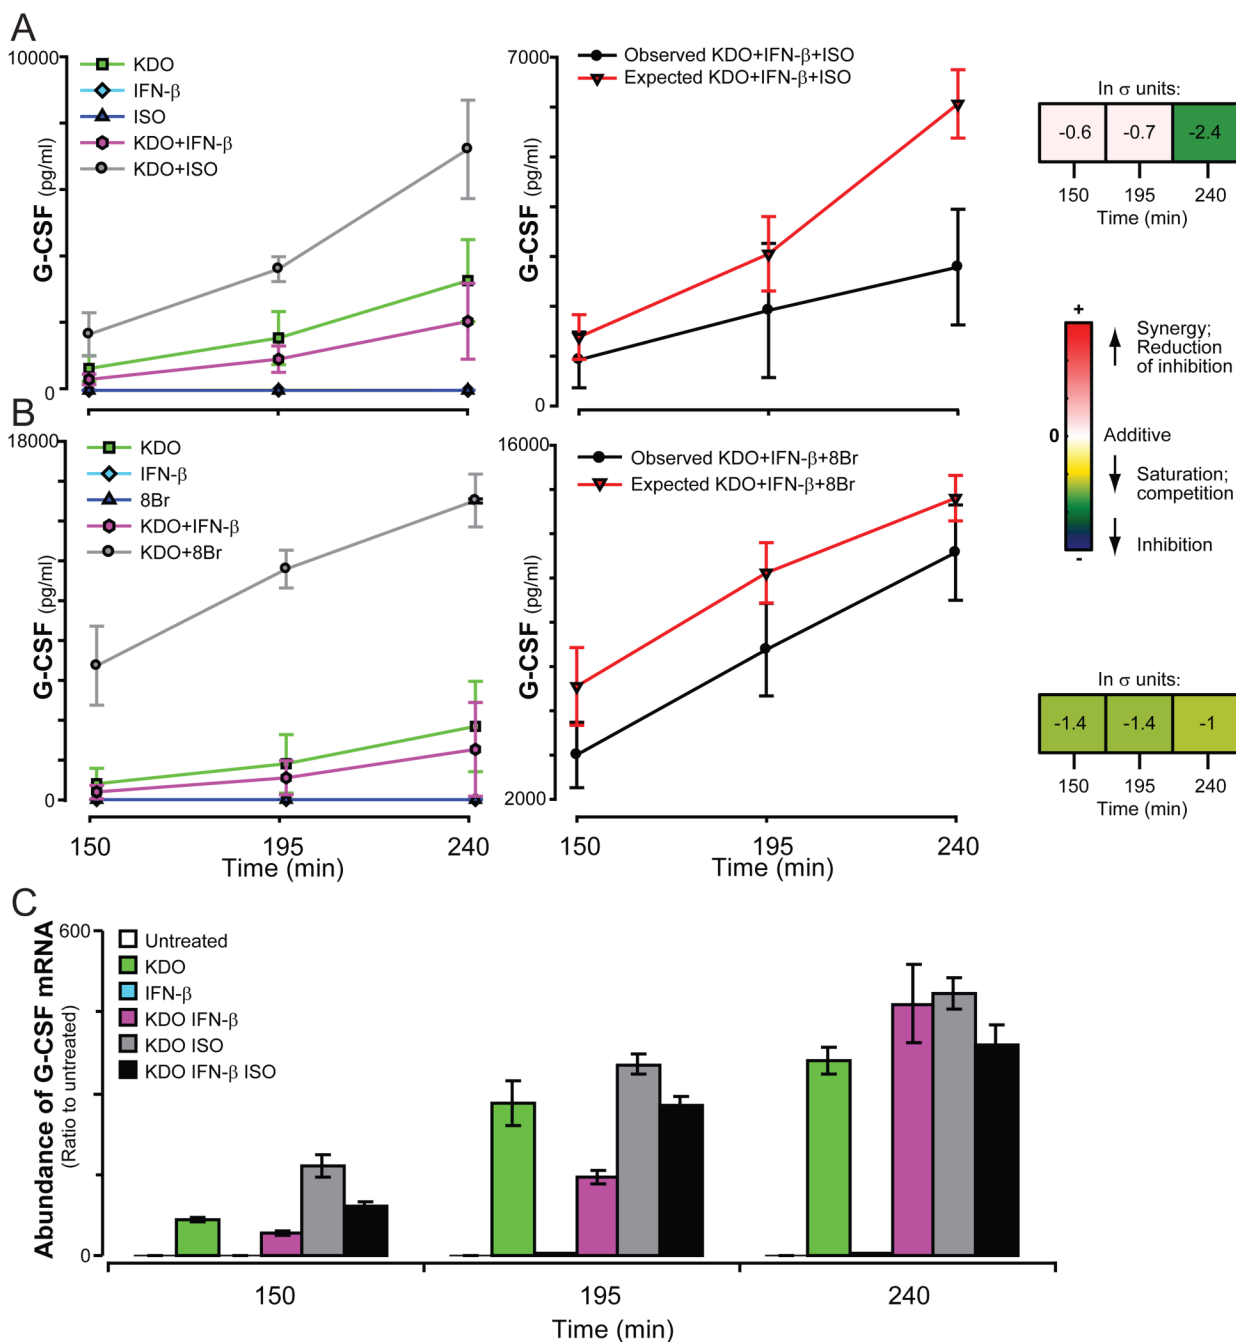 A
10000
KDO
IFN-β
ISO
KDO+IFN-β
KDO+ISO
G-CSF (pg/ml)
0
7000
Observed KDO+IFN-β+ISO
Expected KDO+IFN-β+ISO
G-CSF (pg/ml)
0
In σ units:
-0.6 -0.7 -2.4
150 195 240
Time (min)
+
Synergy;
Reduction
of inhibition
0 Additive
Saturation;
competition
Inhibition
-
B
18000
KDO
IFN-β
8Br
KDO+IFN-β
KDO+8Br
G-CSF (pg/ml)
0
150 195 240
Time (min)
16000
Observed KDO+IFN-β+8Br
Expected KDO+IFN-β+8Br
G-CSF (pg/ml)
2000
150 195 240
Time (min)
In σ units:
-1.4 -1.4 -1
150 195 240
Time (min)
C
600
Untreated
KDO
IFN-β
KDO IFN-β
KDO ISO
KDO IFN-β ISO
Abundance of G-CSF mRNA
(Ratio to untreated)
0
150 195 240
Time (min)